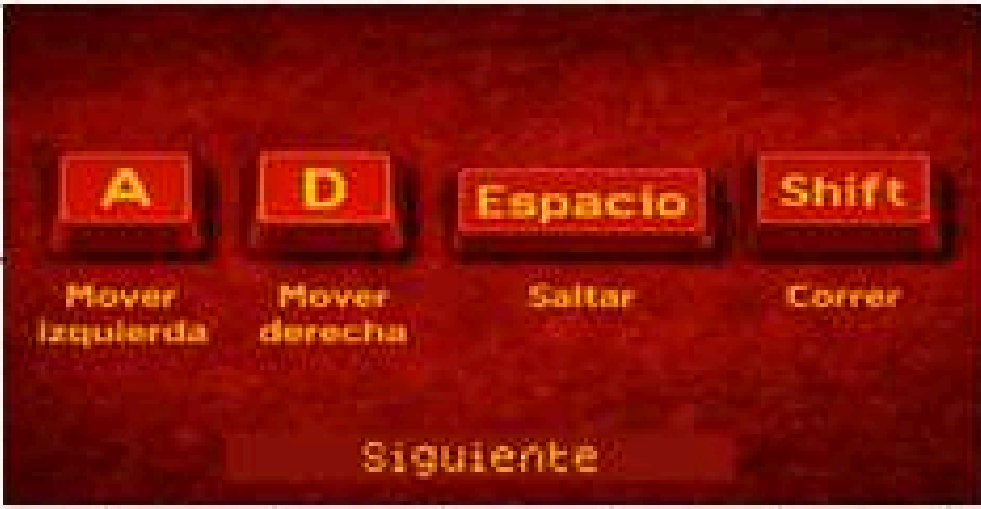 A
D
Espacio
Shift
Mover
izquierda
Mover
derecha
Saltar
Correr
Siguiente